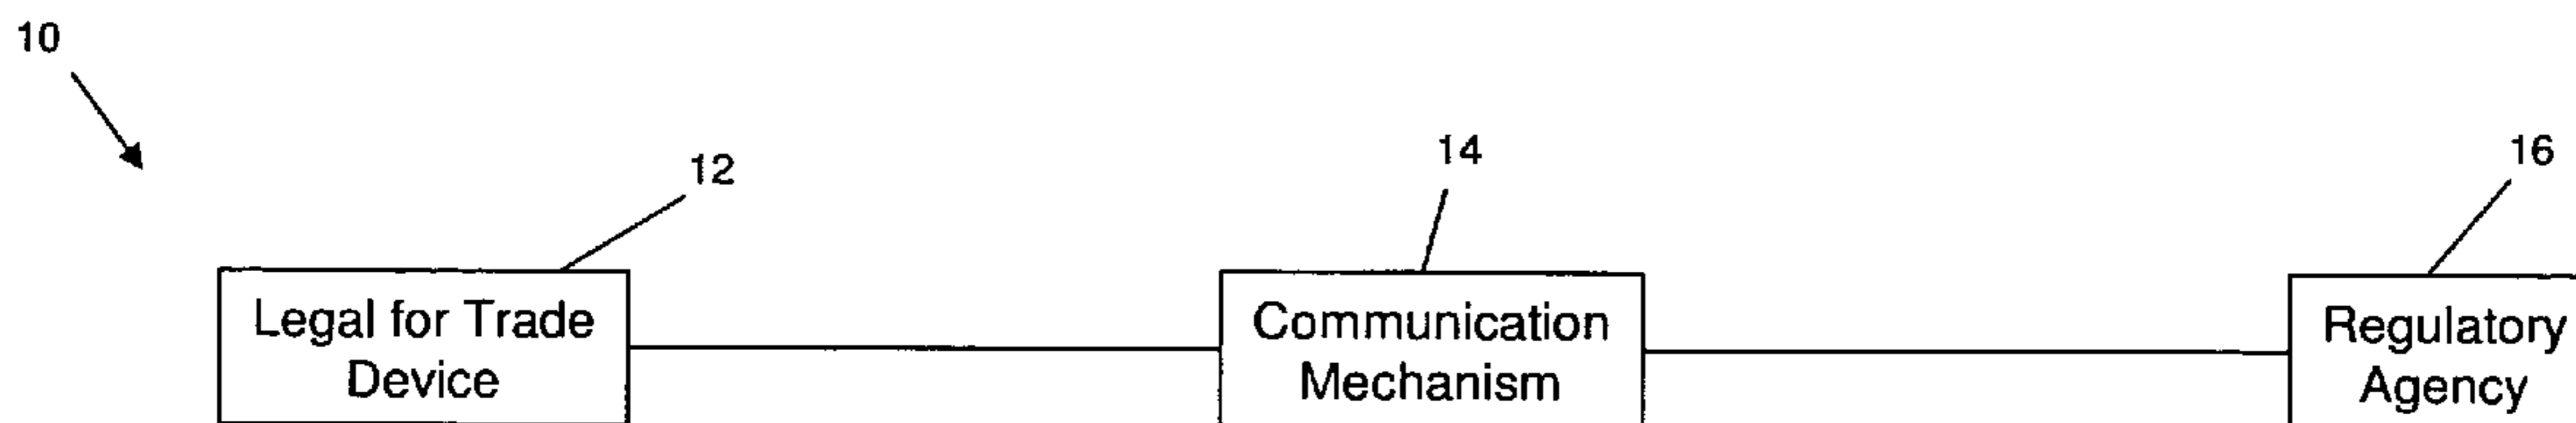 10
12
14
16
Legal for Trade
Device
Communication
Mechanism
Regulatory
Agency